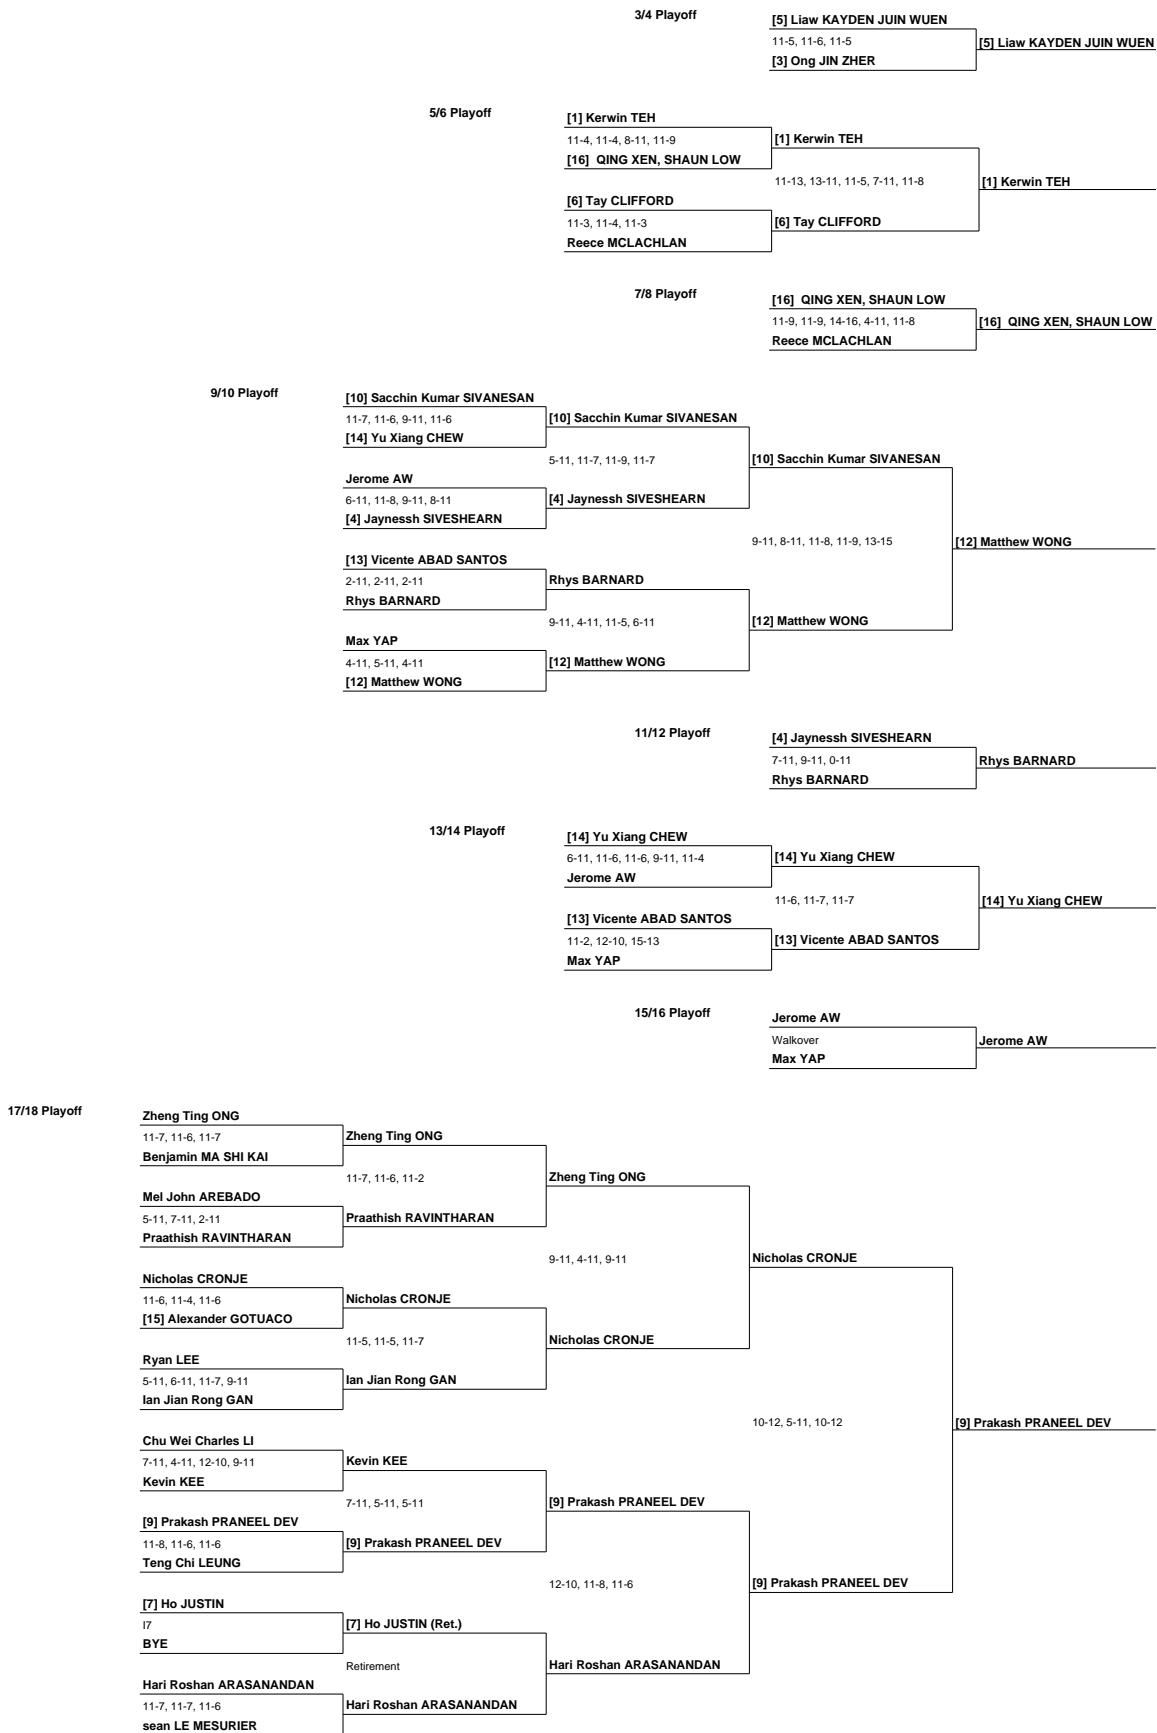 3/4 Playoff
[5] Liaw KAYDEN JUIN WUEN
11-5, 11-6, 11-5
[5] Liaw KAYDEN JUIN WUEN
[3] Ong JIN ZHER
5/6 Playoff
[1] Kerwin TEH
11-4, 11-4, 8-11, 11-9
[1] Kerwin TEH
[16] QING XEN, SHAUN LOW
11-13, 13-11, 11-5, 7-11, 11-8
[1] Kerwin TEH
[6] Tay CLIFFORD
11-3, 11-4, 11-3
[6] Tay CLIFFORD
Reece MCLACHLAN
7/8 Playoff
[16] QING XEN, SHAUN LOW
11-9, 11-9, 14-16, 4-11, 11-8
[16] QING XEN, SHAUN LOW
Reece MCLACHLAN
9/10 Playoff
[10] Sacchin Kumar SIVANESAN
11-7, 11-6, 9-11, 11-6
[10] Sacchin Kumar SIVANESAN
[14] Yu Xiang CHEW
5-11, 11-7, 11-9, 11-7
[10] Sacchin Kumar SIVANESAN
Jerome AW
6-11, 11-8, 9-11, 8-11
[4] Jaynessh SIVESHEARN
[4] Jaynessh SIVESHEARN
9-11, 8-11, 11-8, 11-9, 13-15
[12] Matthew WONG
[13] Vicente ABAD SANTOS
2-11, 2-11, 2-11
Rhys BARNARD
Rhys BARNARD
9-11, 4-11, 11-5, 6-11
[12] Matthew WONG
Max YAP
4-11, 5-11, 4-11
[12] Matthew WONG
[12] Matthew WONG
11/12 Playoff
[4] Jaynessh SIVESHEARN
7-11, 9-11, 0-11
Rhys BARNARD
Rhys BARNARD
13/14 Playoff
[14] Yu Xiang CHEW
6-11, 11-6, 11-6, 9-11, 11-4
[14] Yu Xiang CHEW
Jerome AW
11-6, 11-7, 11-7
[14] Yu Xiang CHEW
[13] Vicente ABAD SANTOS
11-2, 12-10, 15-13
[13] Vicente ABAD SANTOS
Max YAP
15/16 Playoff
Jerome AW
Walkover
Jerome AW
Max YAP
17/18 Playoff
Zheng Ting ONG
11-7, 11-6, 11-7
Zheng Ting ONG
Benjamin MA SHI KAI
11-7, 11-6, 11-2
Zheng Ting ONG
Mel John AREBADO
5-11, 7-11, 2-11
Praathish RAVINTHARAN
Praathish RAVINTHARAN
9-11, 4-11, 9-11
Nicholas CRONJE
Nicholas CRONJE
11-6, 11-4, 11-6
Nicholas CRONJE
[15] Alexander GOTUACO
11-5, 11-5, 11-7
Nicholas CRONJE
Ryan LEE
5-11, 6-11, 11-7, 9-11
Ian Jian Rong GAN
Ian Jian Rong GAN
10-12, 5-11, 10-12
[9] Prakash PRANEEL DEV
Chu Wei Charles LI
7-11, 4-11, 12-10, 9-11
Kevin KEE
Kevin KEE
7-11, 5-11, 5-11
[9] Prakash PRANEEL DEV
[9] Prakash PRANEEL DEV
11-8, 11-6, 11-6
[9] Prakash PRANEEL DEV
Teng Chi LEUNG
12-10, 11-8, 11-6
[9] Prakash PRANEEL DEV
[7] Ho JUSTIN
I7
[7] Ho JUSTIN (Ret.)
BYE
Retirement
Hari Roshan ARASANANDAN
Hari Roshan ARASANANDAN
11-7, 11-7, 11-6
Hari Roshan ARASANANDAN
sean LE MESURIER